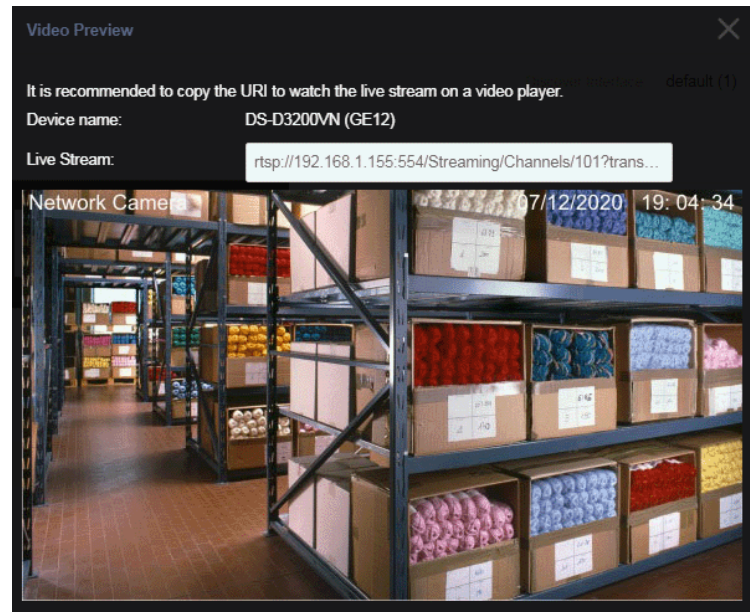 Video Preview
default (1)
It is recommended to copy the URI to watch the live stream on a video player.
Device name: DS-D3200VN (GE12)
Live Stream: rtsp://192.168.1.155:554/Streaming/Channels/101?trans...
Network Camera 07/12/2020 19: 04: 34